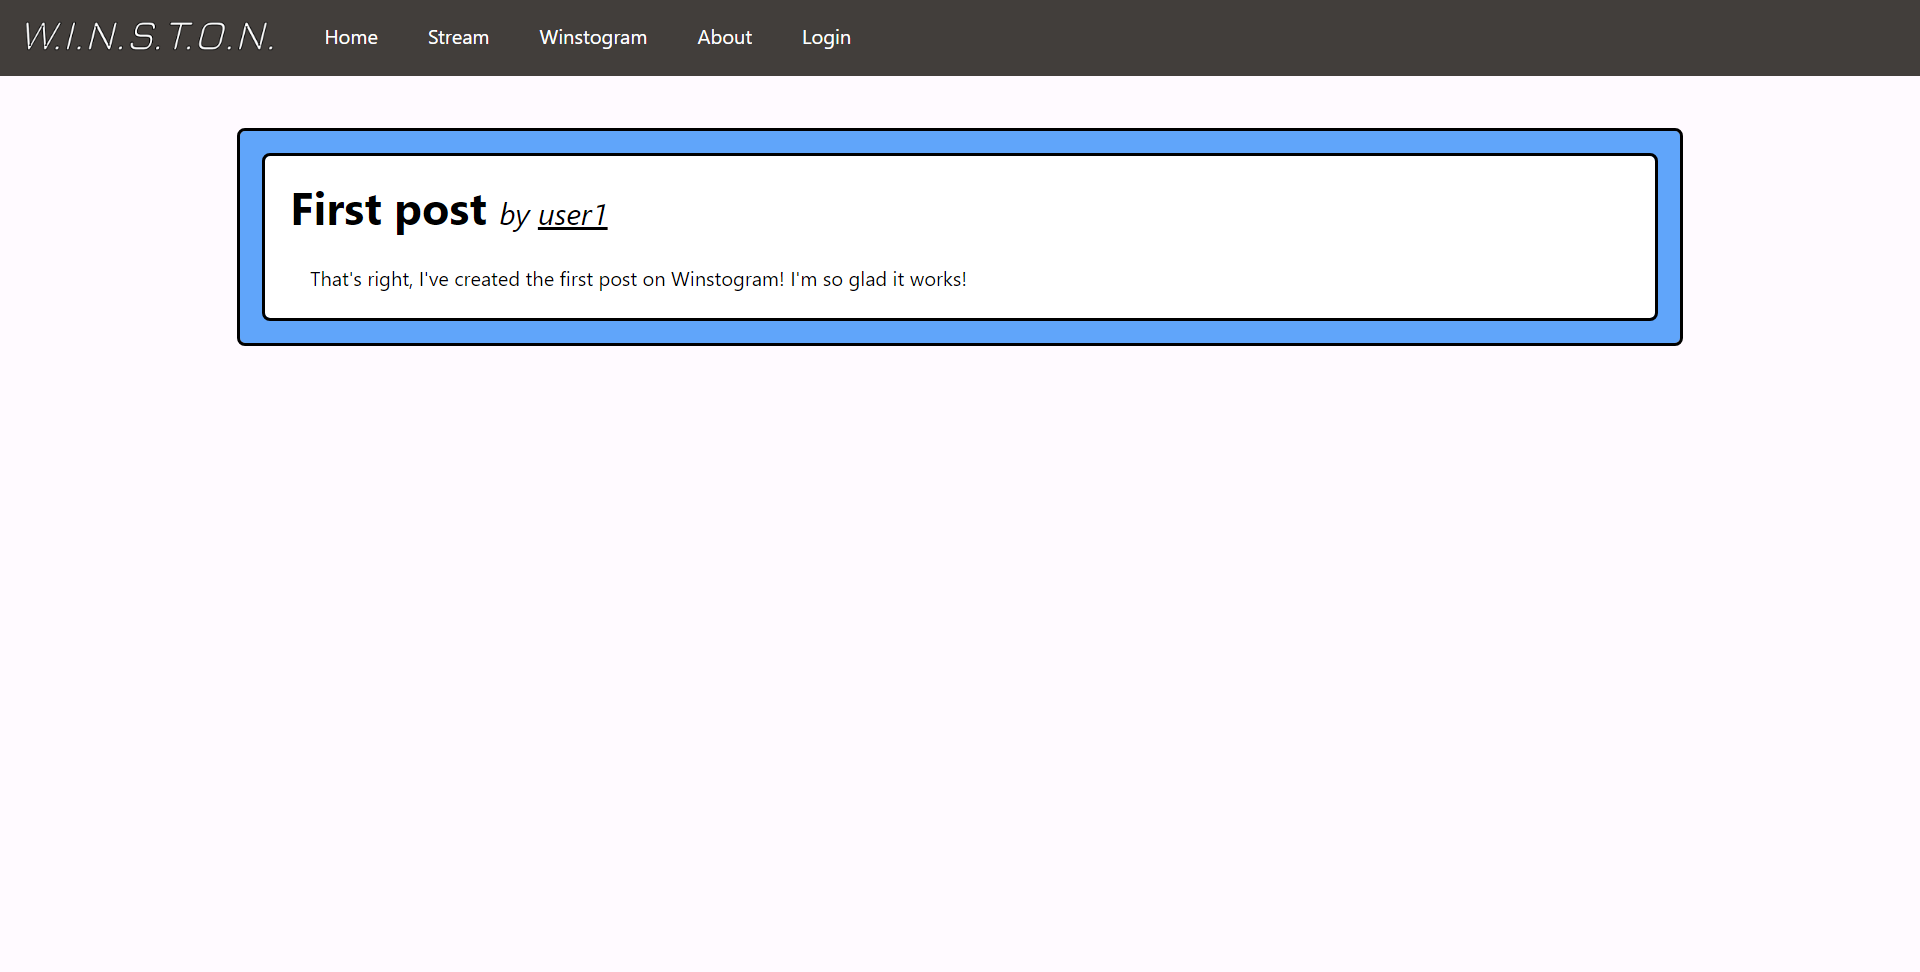 W.I.N.S.T.O.N. Home Stream Winstogram About Login
First post by user1
That's right, I've created the first post on Winstogram! I'm so glad it works!